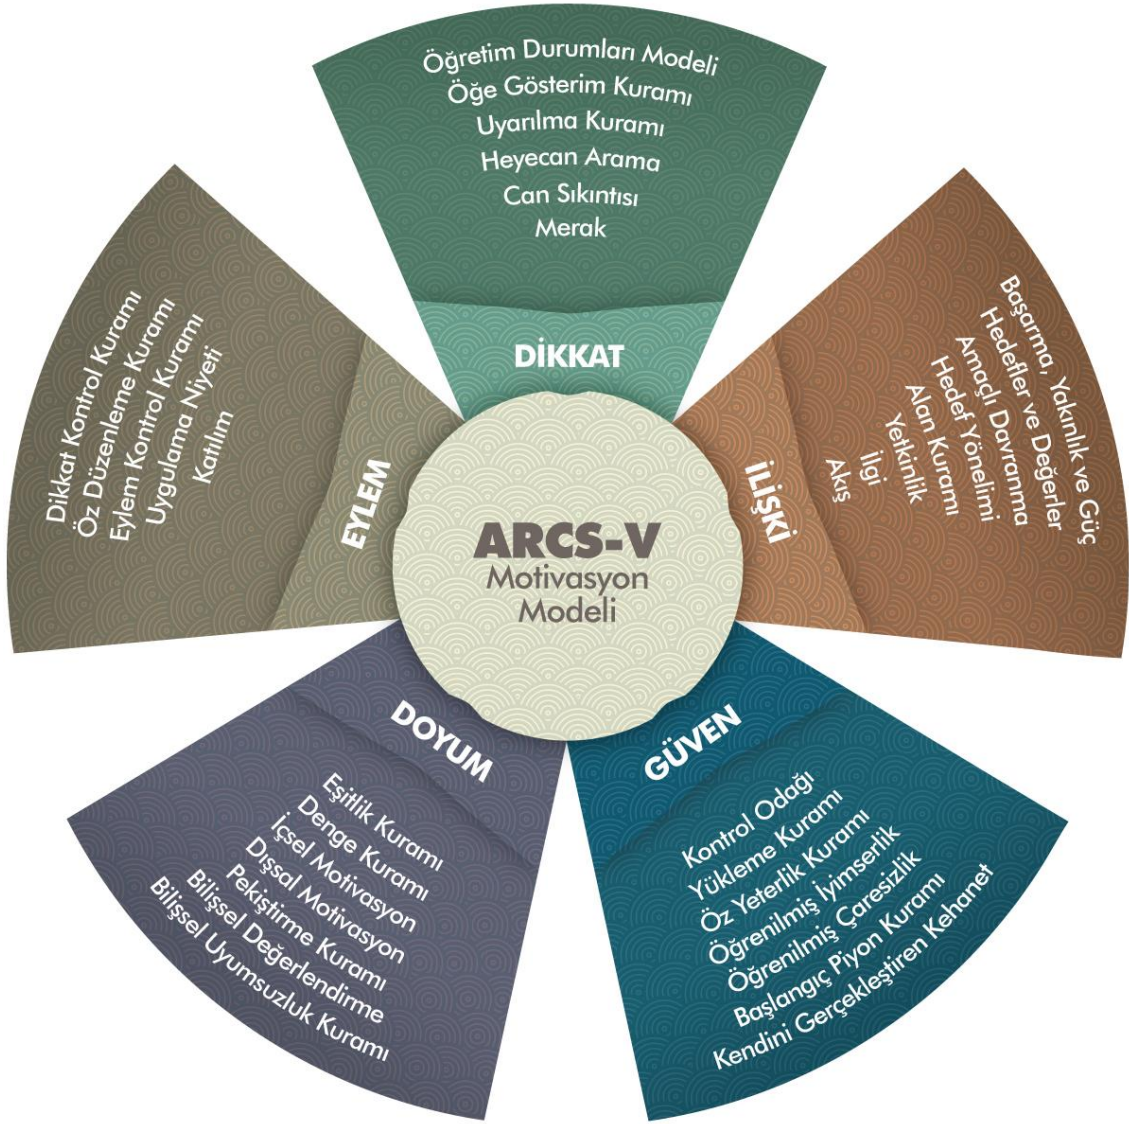 Öğretim Durumları Modeli
Öğe Gösterim Kuramı
Uyarılma Kuramı
Heyecan Arama
Can Sıkıntısı
Merak
DİKKAT
Başarma, Yakınlık ve Güç
Hedefler ve Değerler
Amaçlı Davranma
Hedef Yönelimi
Alan Kuramı
Yetkinlik
İlgi
Akış
İLİŞKİ
GÜVEN
Kontrol Odağı
Yükleme Kuramı
Öz Yeterlik Kuramı
Öğrenilmiş İyimserlik
Öğrenilmiş Çaresizlik
Başlangıç Piyon Kuramı
Kendini Gerçekleştiren Kehanet
DOYUM
Eşitlik Kuramı
Denge Kuramı
İçsel Motivasyon
Dışsal Motivasyon
Pekiştirme Kuramı
Bilişsel Değerlendirme
Bilişsel Uyumsuzluk Kuramı
Dikkat Kontrol Kuramı
Öz Düzenleme Kuramı
Eylem Kontrol Kuramı
Uygulama Niyeti
Katılım
EYLEM
ARCS-V
Motivasyon
Modeli